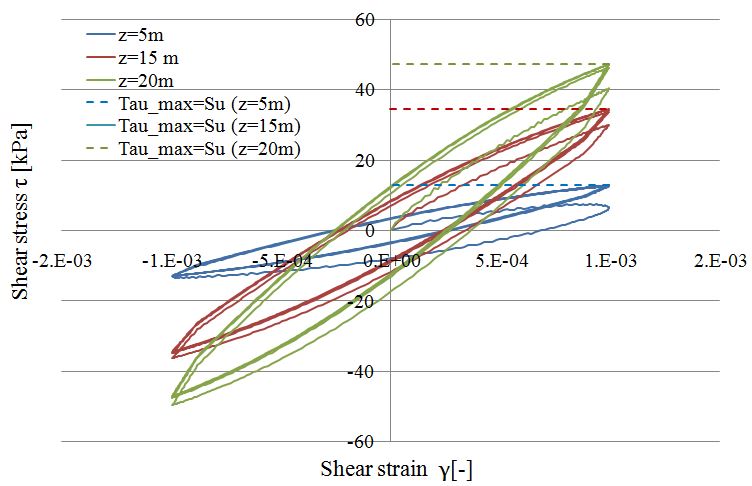 60
z=5m
z=15 m
z=20m
Tau_max=Su (z=5m)
Tau_max=Su (z=15m)
Tau_max=Su (z=20m)
40
20
0
-20
-40
-60
-2.E-03 -1.E-03 -5.E-04 0.E+00 5.E-04 1.E-03 2.E-03
Shear stress τ [kPa]
Shear strain γ[-]